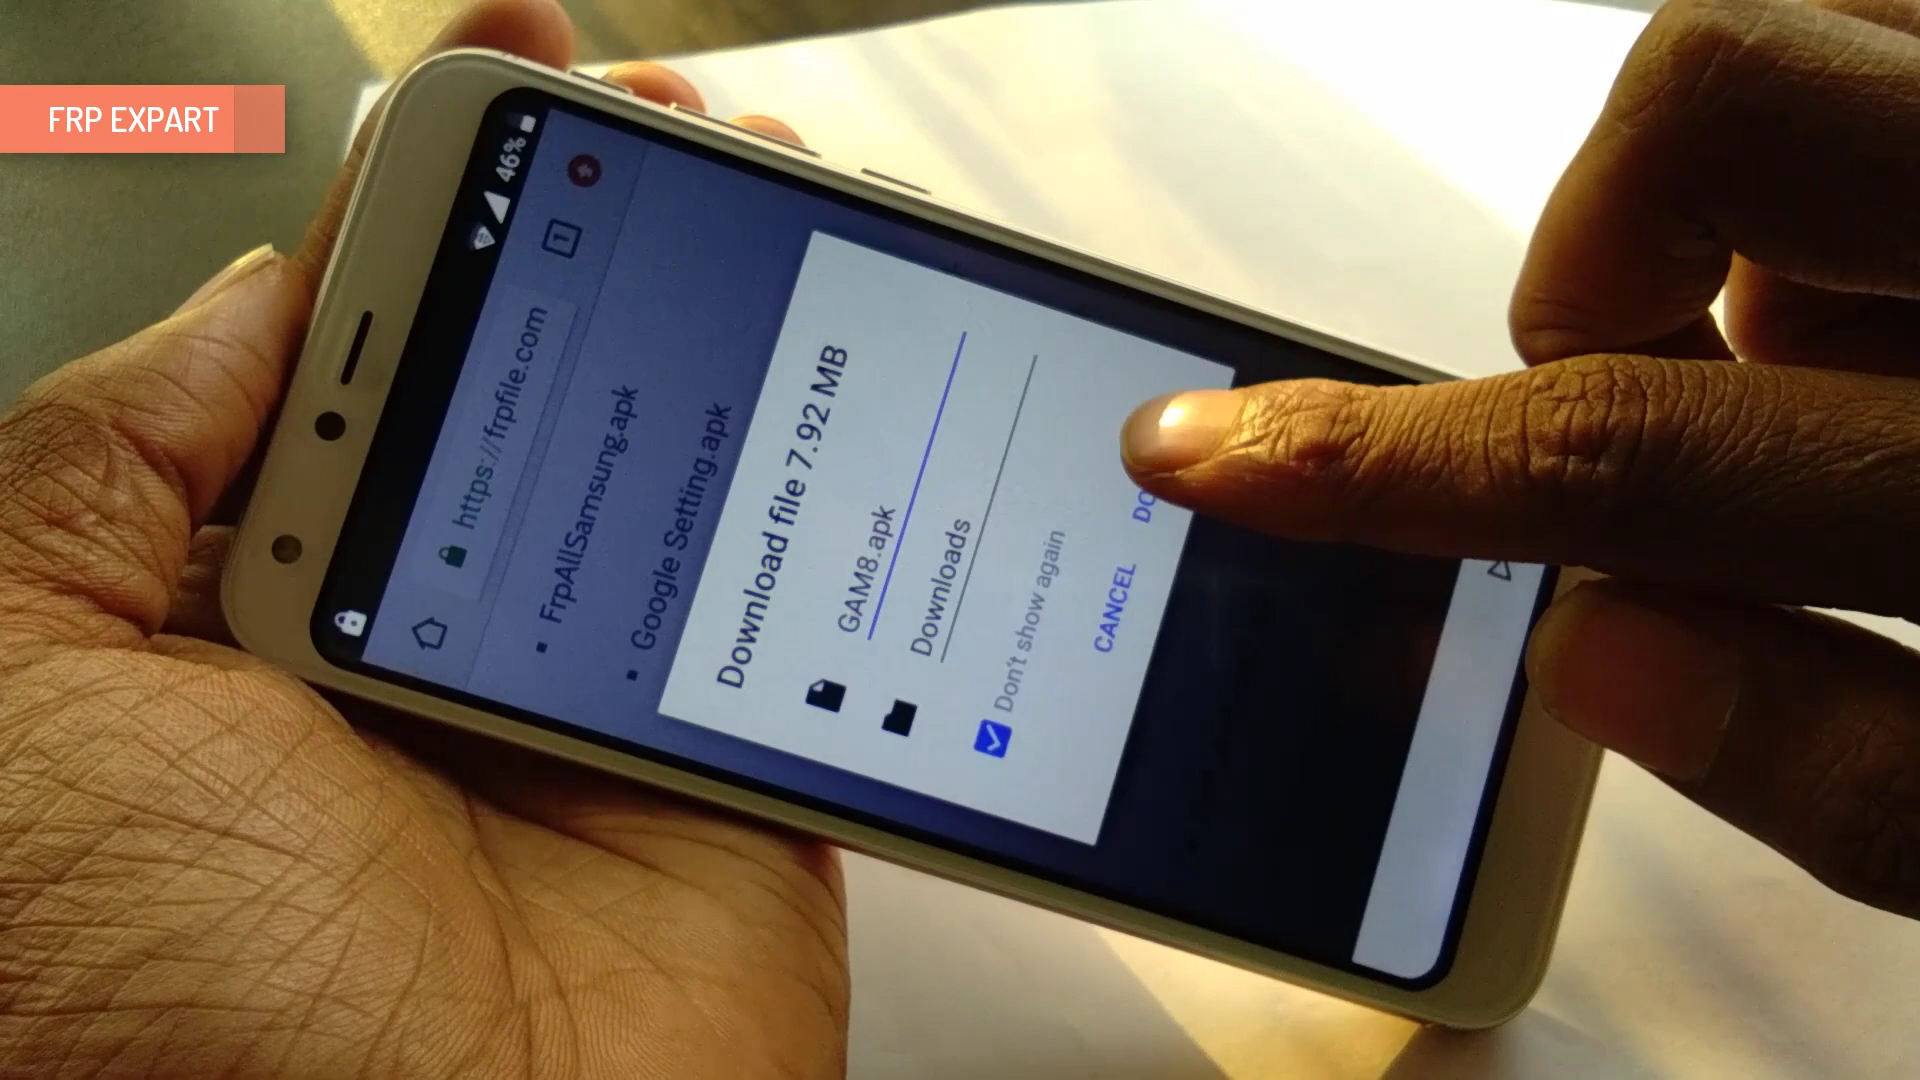 FRP EXPART
46%
https://frpfile.com
1
FrpAllSamsung.apk
Google Setting.apk
Download file 7.92 MB
GAM8.apk
Downloads
Don't show again
CANCEL